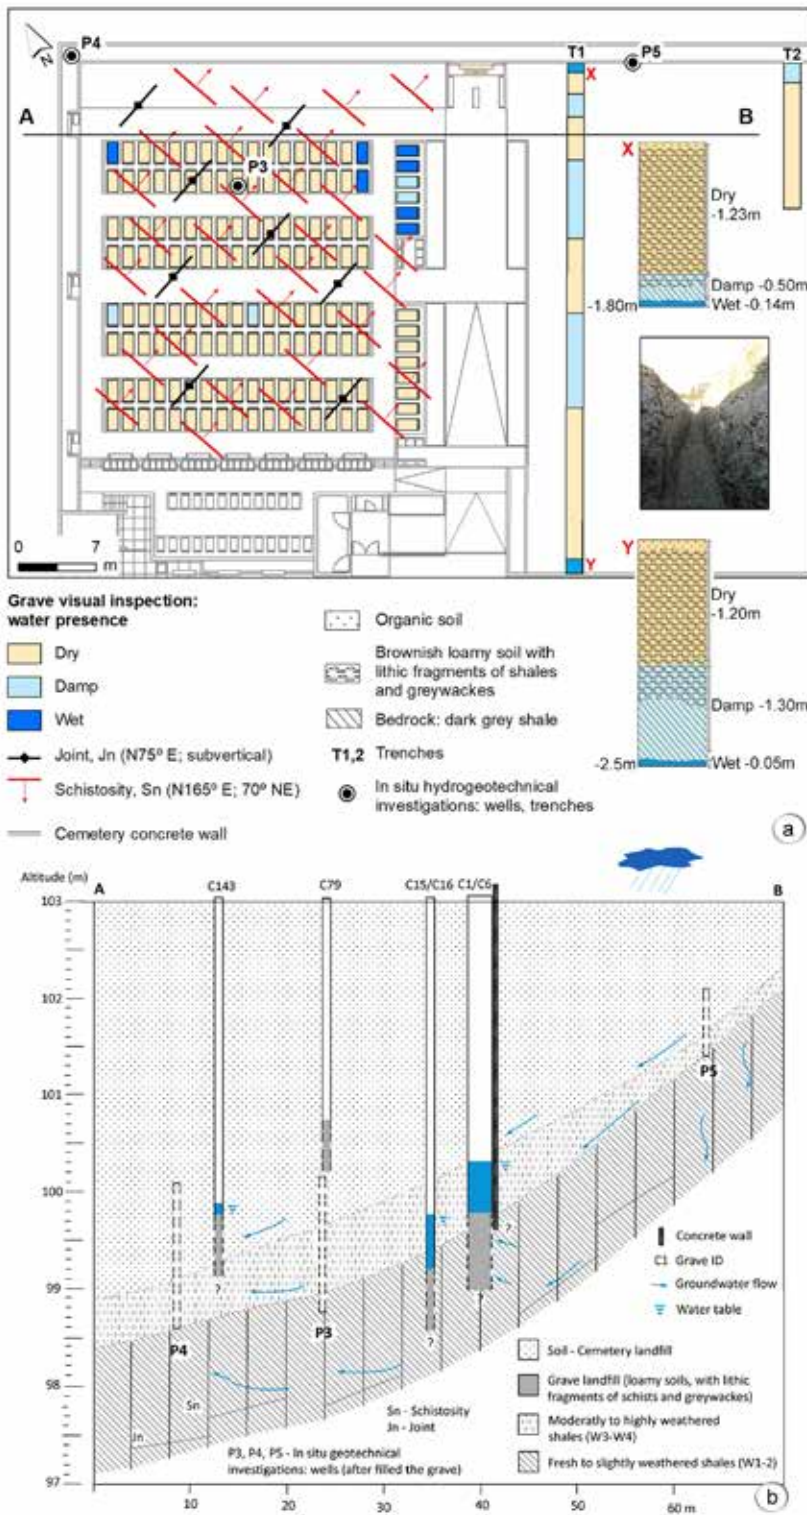 P4
T1
P5
T2
N
X
A
B
P3
X
Dry
-1.23m
Damp -0.50m
-1.80m
Wet -0.14m
Y
Y
0 7
m
Dry
-1.20m
Damp -1.30m
-2.5m
Wet -0.05m
Grave visual inspection:
water presence
Dry
Damp
Wet
Joint, Jn (N75º E; subvertical)
Schistosity, Sn (N165º E; 70º NE)
Cemetery concrete wall
Organic soil
Brownish loamy soil with
lithic fragments of shales
and greywackes
Bedrock: dark grey shale
T1,2 Trenches
In situ hydrogeotechnical
investigations: wells, trenches
a
Altitude (m)
A
C143
C79
C15/C16
C1/C6
B
103
102
101
100
99
98
97
P5
P4
P3
?
?
?
?
Sn
Jn
Concrete wall
C1 Grave ID
Groundwater flow
Water table
Soil - Cemetery landfill
Grave landfill (loamy soils, with lithic
fragments of schists and greywackes)
Moderatly to highly weathered
shales (W3-W4)
Fresh to slightly weathered shales (W1-2)
Sn - Schistosity
Jn - Joint
P3, P4, P5 - In situ geotechnical
investigations: wells (after filled the grave)
10 20 30 40 50 60 m
b